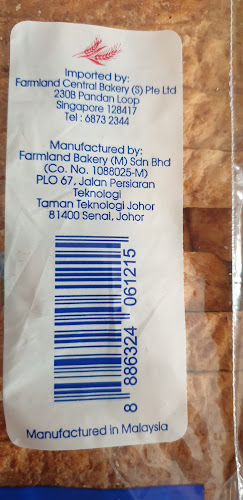 Imported by:
Farmland Central Bakery (S) Pte Ltd
230B Pandan Loop
Singapore 128417
Tel : 6873 2344
Manufactured by:
Farmland Bakery (M) Sdn Bhd
(Co. No. 1088025-M)
PLO 67, Jalan Persiaran
Teknologi
Taman Teknologi Johor
81400 Senai, Johor
8 886324 061215
Manufactured in Malaysia